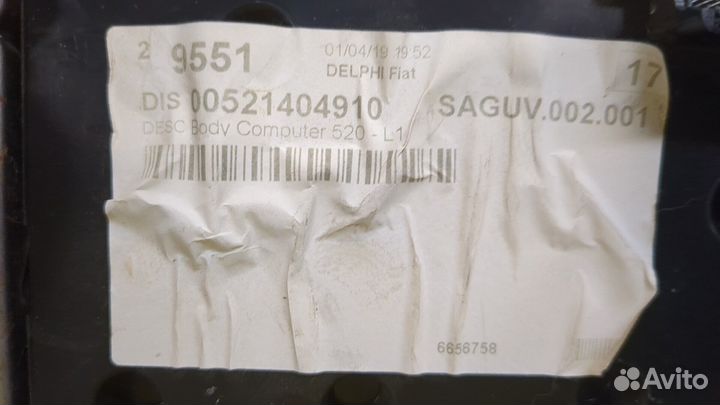 2 9551 01/04/19 19:52 17
DELPHI Fiat
DIS 00521404910 SAGUV.002.001
DESC Body Computer 520 - L1
6656758
Avito